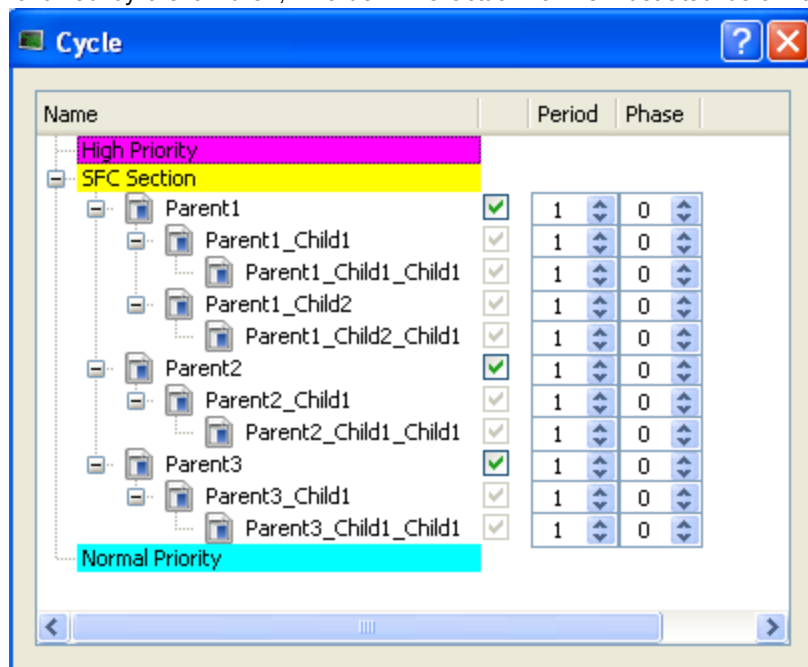 Cycle
?
Name Period Phase
High Priority
SFC Section
Parent1 1 0
Parent1_Child1 1 0
Parent1_Child1_Child1 1 0
Parent1_Child2 1 0
Parent1_Child2_Child1 1 0
Parent2 1 0
Parent2_Child1 1 0
Parent2_Child1_Child1 1 0
Parent3 1 0
Parent3_Child1 1 0
Parent3_Child1_Child1 1 0
Normal Priority